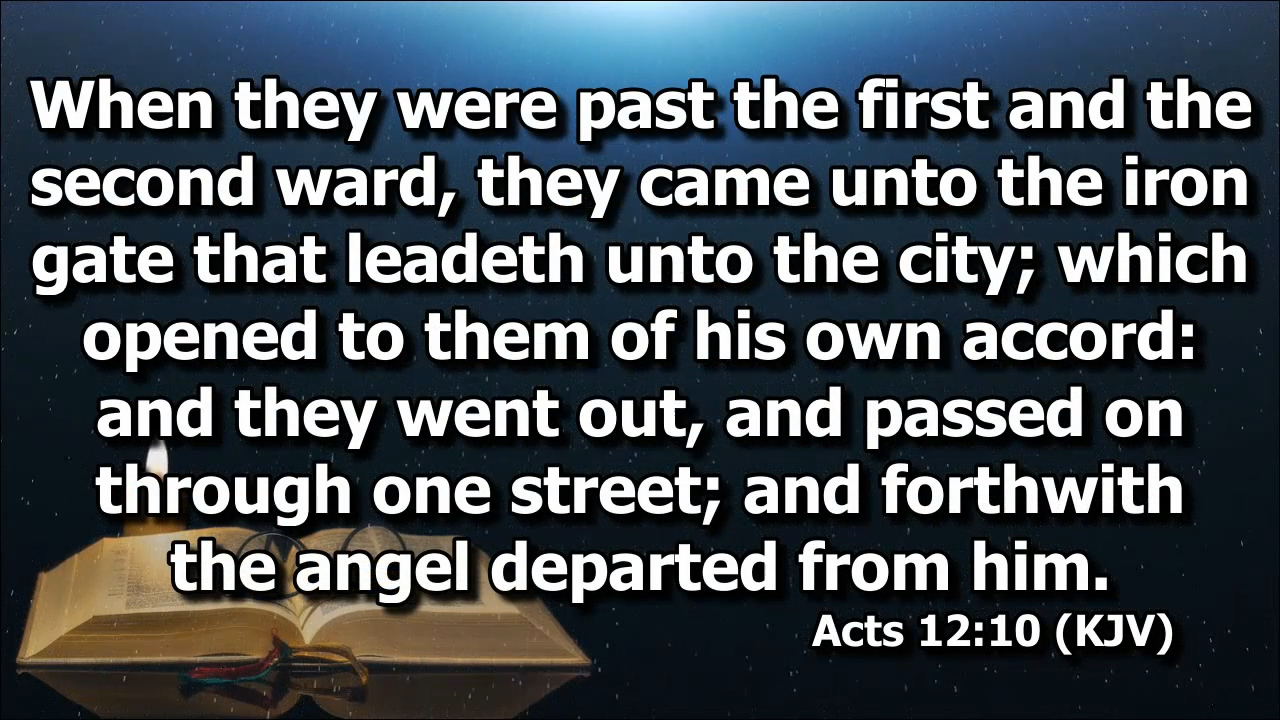 When they were past the first and the
second ward, they came unto the iron
gate that leadeth unto the city; which
opened to them of his own accord:
and they went out, and passed on
through one street; and forthwith
the angel departed from him.
Acts 12:10 (KJV)